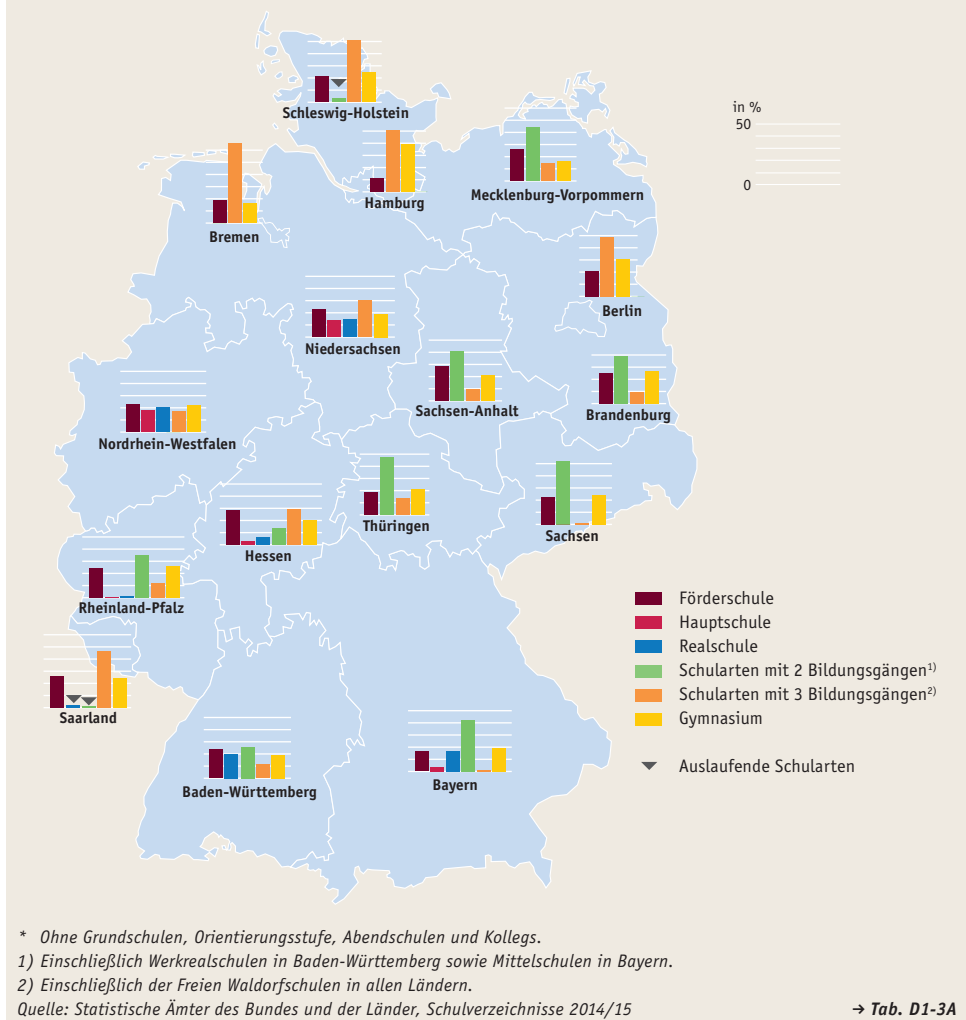 in %
50
0
Schleswig-Holstein
Hamburg
Mecklenburg-Vorpommern
Bremen
Berlin
Niedersachsen
Sachsen-Anhalt
Brandenburg
Nordrhein-Westfalen
Thüringen
Sachsen
Hessen
Rheinland-Pfalz
Saarland
Baden-Württemberg
Bayern
Förderschule
Hauptschule
Realschule
Schularten mit 2 Bildungsgängen1)
Schularten mit 3 Bildungsgängen2)
Gymnasium
Auslaufende Schularten
* Ohne Grundschulen, Orientierungsstufe, Abendschulen und Kollegs.
1) Einschließlich Werkrealschulen in Baden-Württemberg sowie Mittelschulen in Bayern.
2) Einschließlich der Freien Waldorfschulen in allen Ländern.
Quelle: Statistische Ämter des Bundes und der Länder, Schulverzeichnisse 2014/15 → Tab. D1-3A